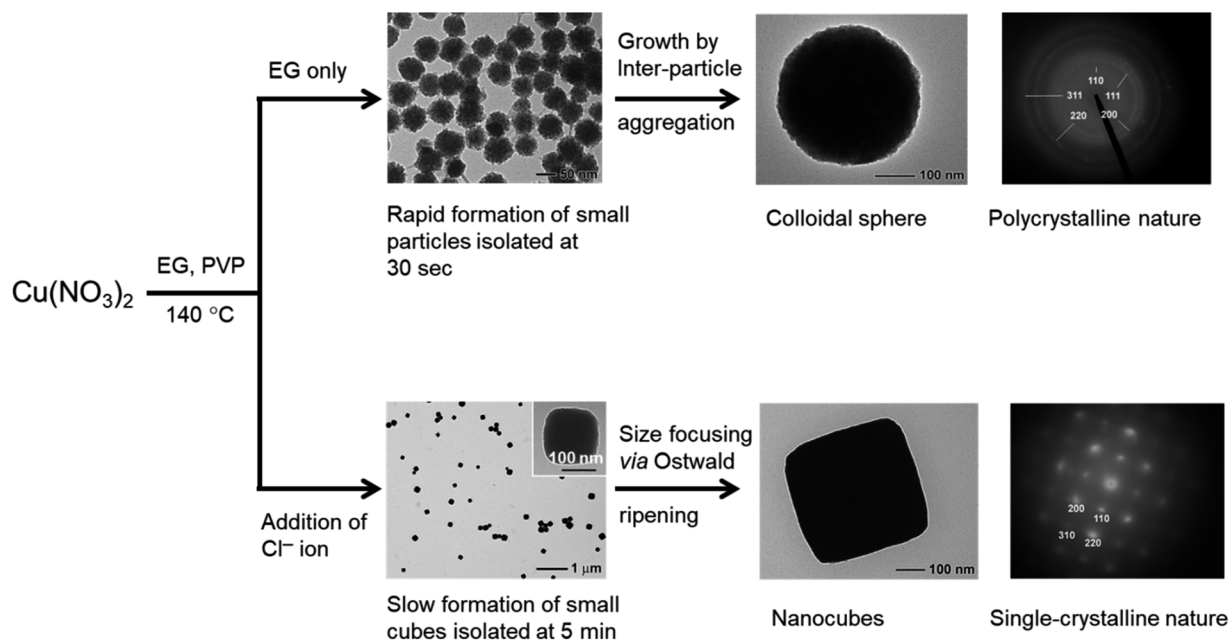 Cu(NO₃)₂
EG, PVP
140 °C
EG only
50 nm
Rapid formation of small
particles isolated at
30 sec
Growth by
Inter-particle
aggregation
100 nm
Colloidal sphere
110
311
111
220
200
Polycrystalline nature
Addition of
Cl⁻ ion
100 nm
1 µm
Slow formation of small
cubes isolated at 5 min
Size focusing
via Ostwald
ripening
100 nm
Nanocubes
200
110
310
220
Single-crystalline nature